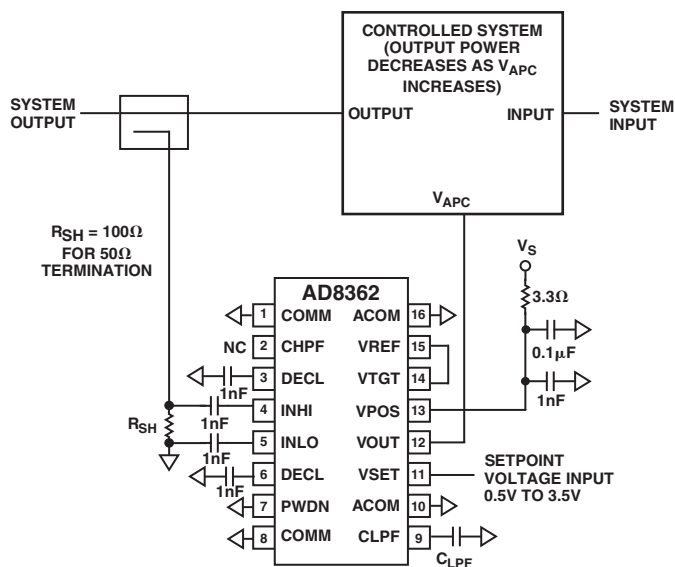 CONTROLLED SYSTEM
(OUTPUT POWER
DECREASES AS VAPC
INCREASES)
SYSTEM
OUTPUT
OUTPUT
INPUT
SYSTEM
INPUT
VAPC
RSH = 100Ω
FOR 50Ω
TERMINATION
VS
3.3Ω
0.1μF
1nF
AD8362
1 COMM ACOM 16
NC 2 CHPF VREF 15
3 DECL VTGT 14
1nF
4 INHI VPOS 13
1nF
RSH
5 INLO VOUT 12
1nF
6 DECL VSET 11
1nF
SETPOINT
VOLTAGE INPUT
0.5V TO 3.5V
7 PWDN ACOM 10
8 COMM CLPF 9
CLPF